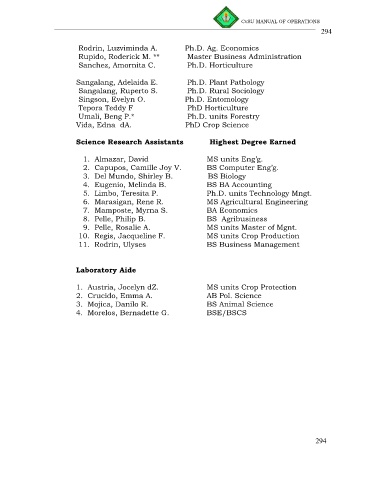 CvSU MANUAL OF OPERATIONS
294
Rodrin, Luzviminda A. Ph.D. Ag. Economics
Rupido, Roderick M. ** Master Business Administration
Sanchez, Amornita C. Ph.D. Horticulture
Sangalang, Adelaida E. Ph.D. Plant Pathology
Sangalang, Ruperto S. Ph.D. Rural Sociology
Singson, Evelyn O. Ph.D. Entomology
Tepora Teddy F PhD Horticulture
Umali, Beng P.* Ph.D. units Forestry
Vida, Edna dA. PhD Crop Science
Science Research Assistants Highest Degree Earned
1. Almazar, David MS units Eng'g.
2. Capupos, Camille Joy V. BS Computer Eng'g.
3. Del Mundo, Shirley B. BS Biology
4. Eugenio, Melinda B. BS BA Accounting
5. Limbo, Teresita P. Ph.D. units Technology Mngt.
6. Marasigan, Rene R. MS Agricultural Engineering
7. Mamposte, Myrna S. BA Economics
8. Pelle, Philip B. BS Agribusiness
9. Pelle, Rosalie A. MS units Master of Mgnt.
10. Regis, Jacqueline F. MS units Crop Production
11. Rodrin, Ulyses BS Business Management
Laboratory Aide
1. Austria, Jocelyn dZ. MS units Crop Protection
2. Crucido, Emma A. AB Pol. Science
3. Mojica, Danilo R. BS Animal Science
4. Morelos, Bernadette G. BSE/BSCS
294